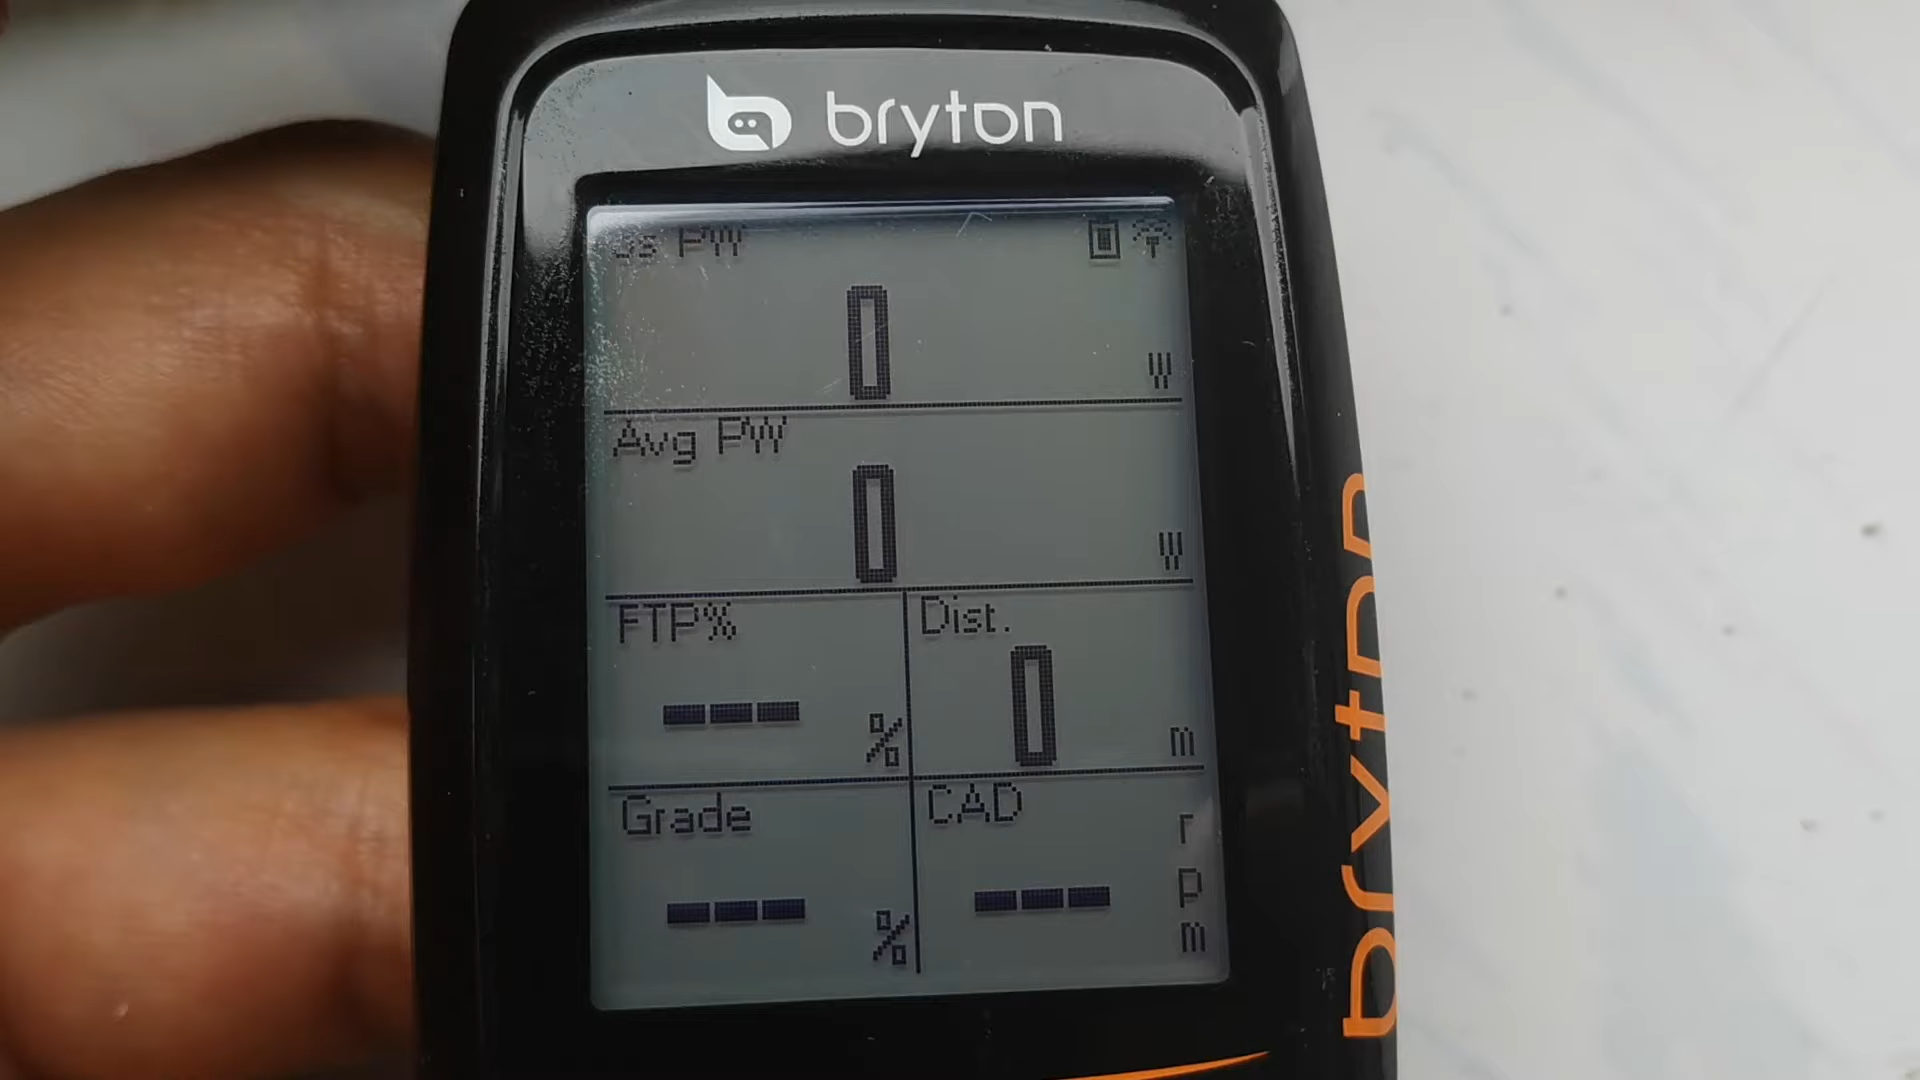 bryton
3s PW
0
W
Avg PW
0
W
FTP%
---
%
Dist.
0
m
Grade
---
%
CAD
---
rpm
bryton